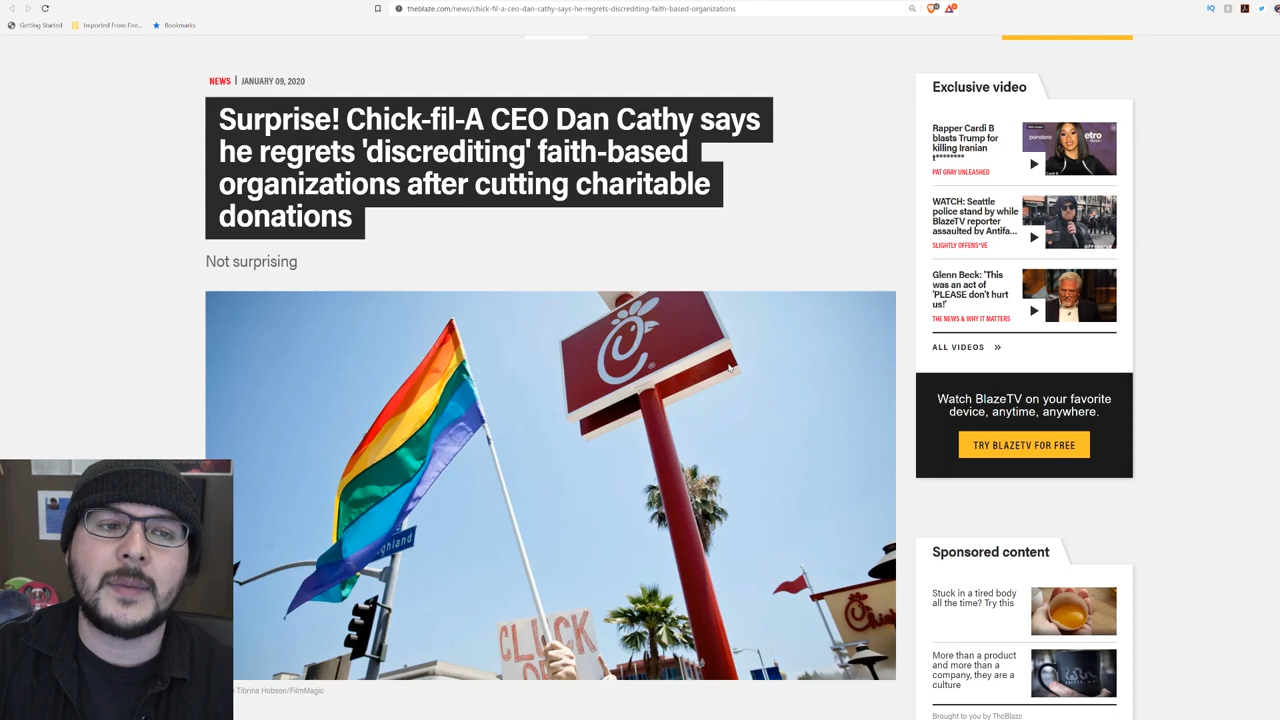 theblaze.com/news/chick-fil-a-ceo-dan-cathy-says-he-regrets-discrediting-faith-based-organizations
Getting Started
Imported From Fire...
Bookmarks
NEWS | JANUARY 09, 2020
Surprise! Chick-fil-A CEO Dan Cathy says
he regrets 'discrediting' faith-based
organizations after cutting charitable
donations
Not surprising
ghland
CLUCK
OF
Tibrina Hobson/FilmMagic
Exclusive video
Rapper Cardi B
blasts Trump for
killing Iranian
t********
PAT GRAY UNLEASHED
pandora
etro
WATCH: Seattle
police stand by while
BlazeTV reporter
assaulted by Antifa...
SLIGHTLY OFFENS*VE
Glenn Beck: 'This
was an act of
'PLEASE don't hurt
us!'
THE NEWS & WHY IT MATTERS
ALL VIDEOS »
Watch BlazeTV on your favorite
device, anytime, anywhere.
TRY BLAZETV FOR FREE
Sponsored content
Stuck in a tired body
all the time? Try this
More than a product
and more than a
company, they are a
culture
Brought to you by TheBlaze